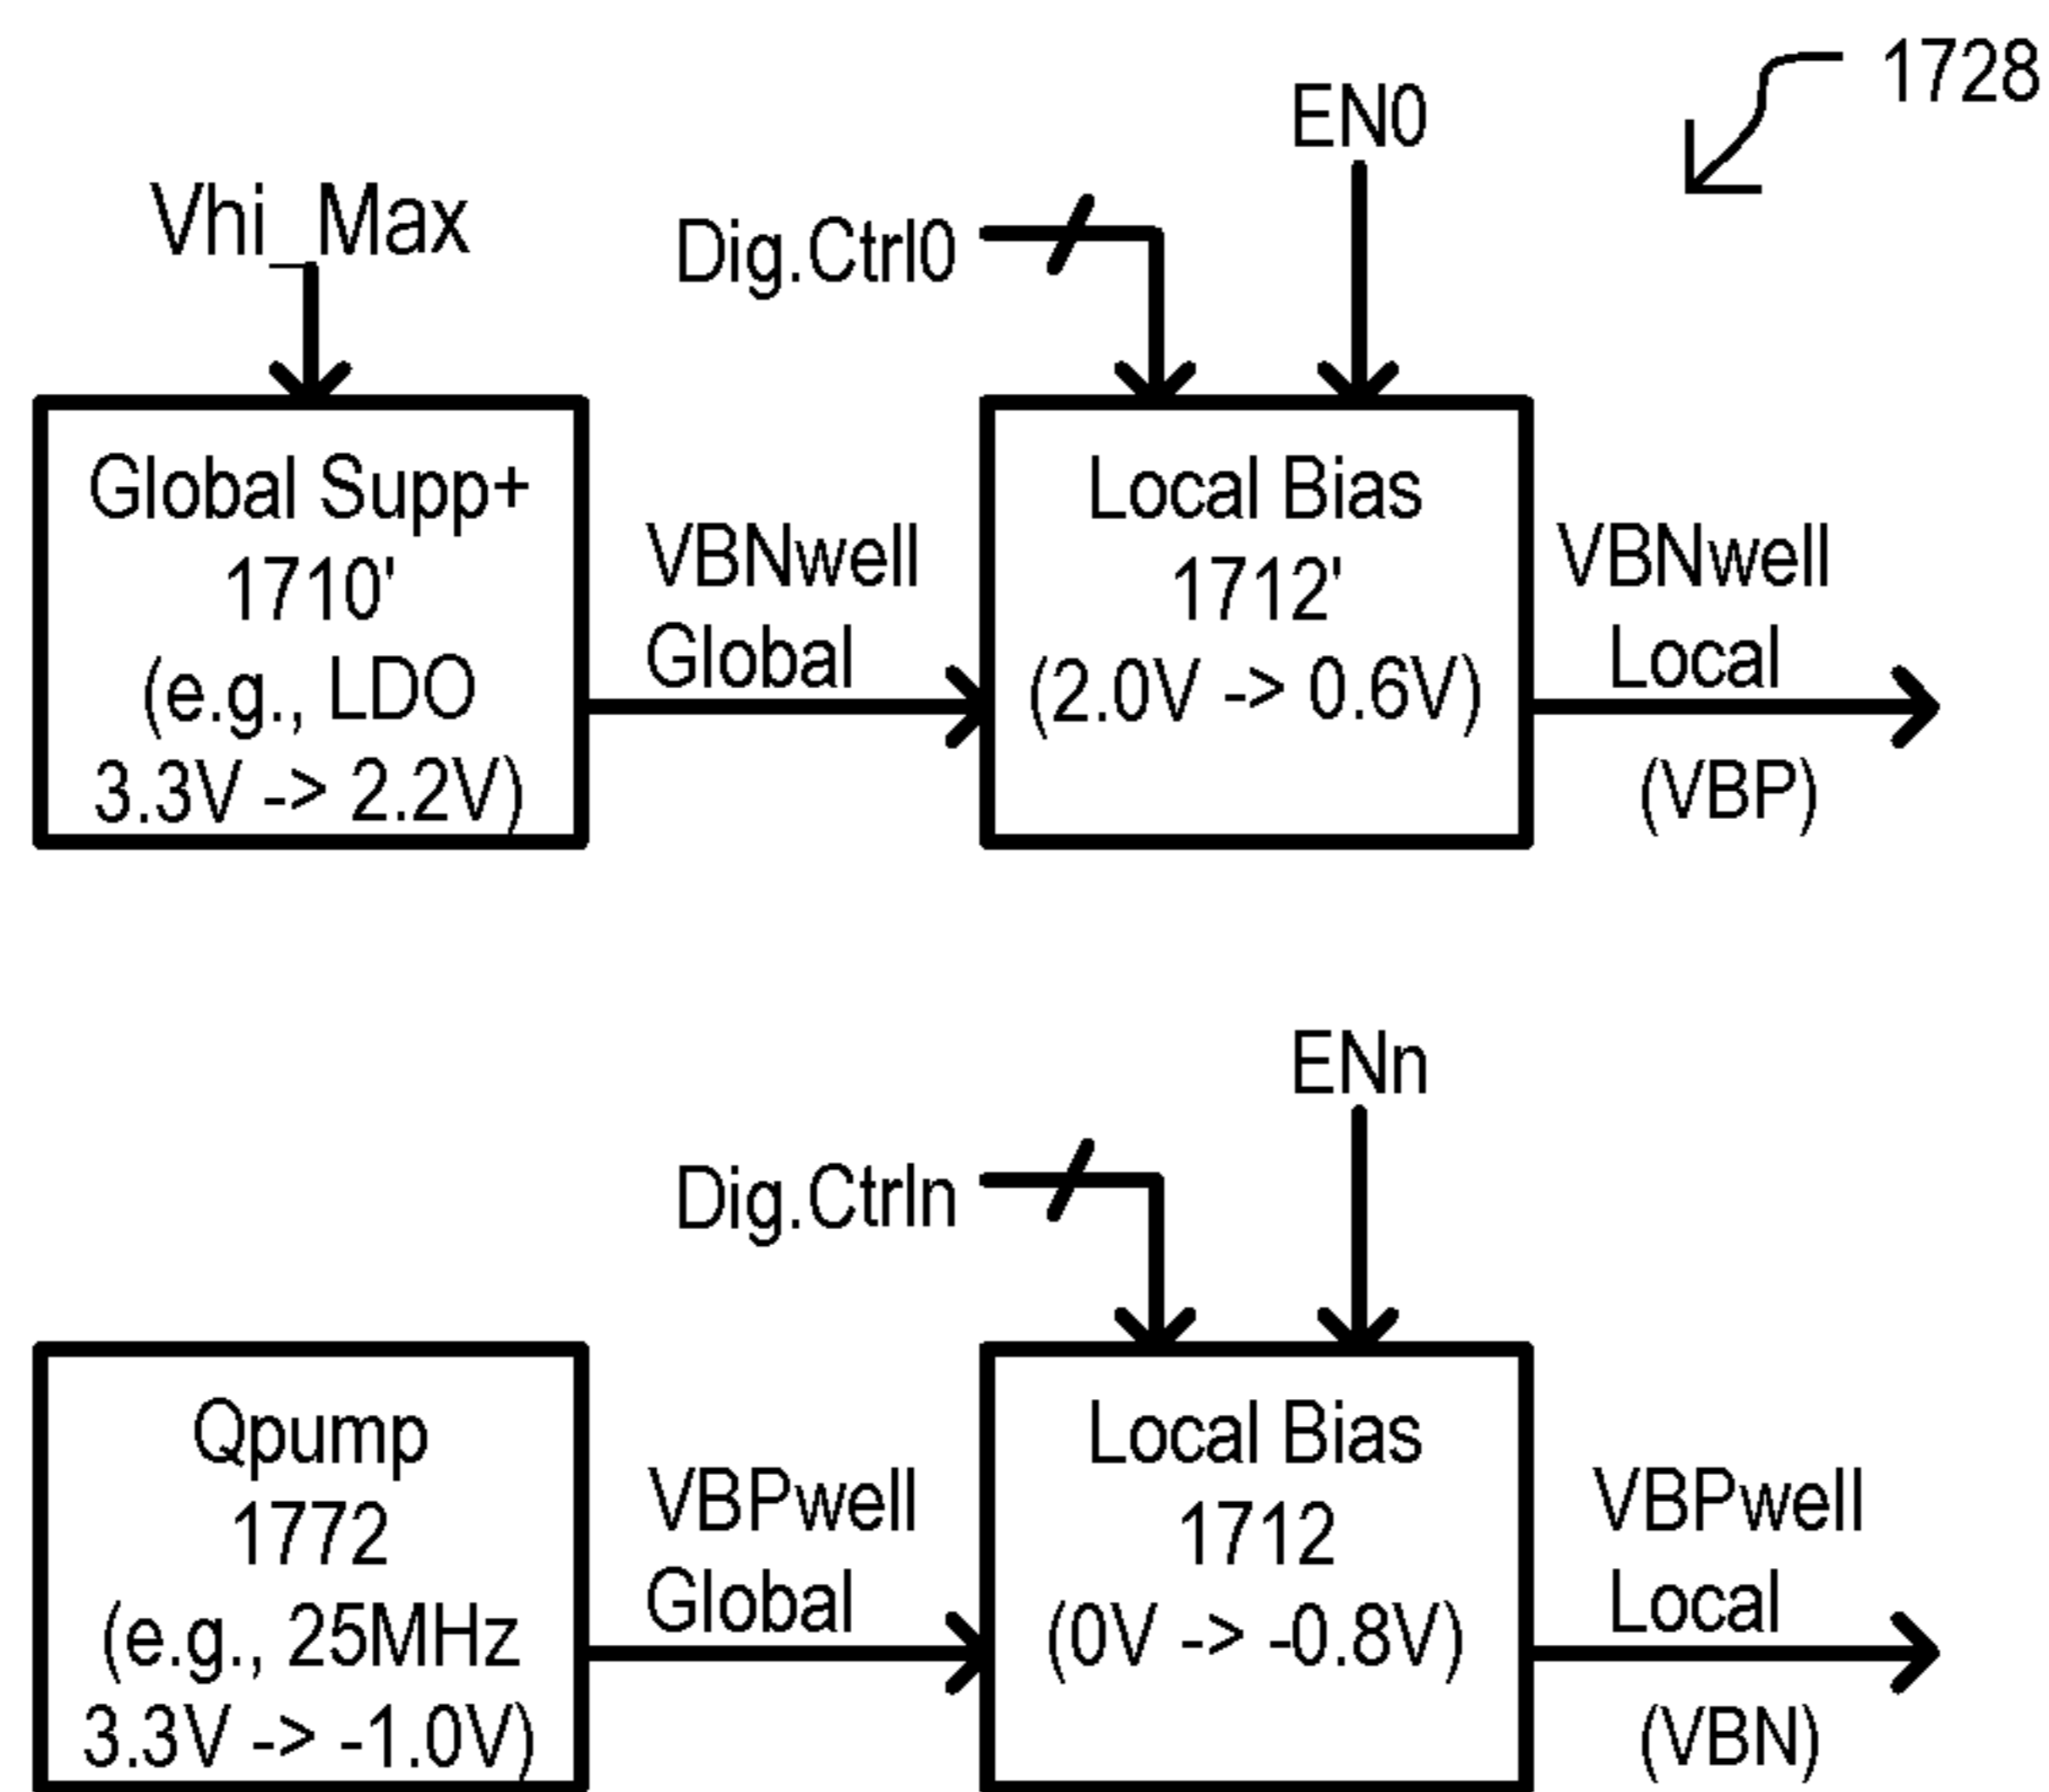 1728
EN0
Vhi_Max
Dig.Ctrl0
Global Supp+
1710'
(e.g., LDO
3.3V -> 2.2V)
VBNwell
Global
Local Bias
1712'
(2.0V -> 0.6V)
VBNwell
Local
(VBP)
ENn
Dig.Ctrln
Qpump
1772
(e.g., 25MHz
3.3V -> -1.0V)
VBPwell
Global
Local Bias
1712
(0V -> -0.8V)
VBPwell
Local
(VBN)